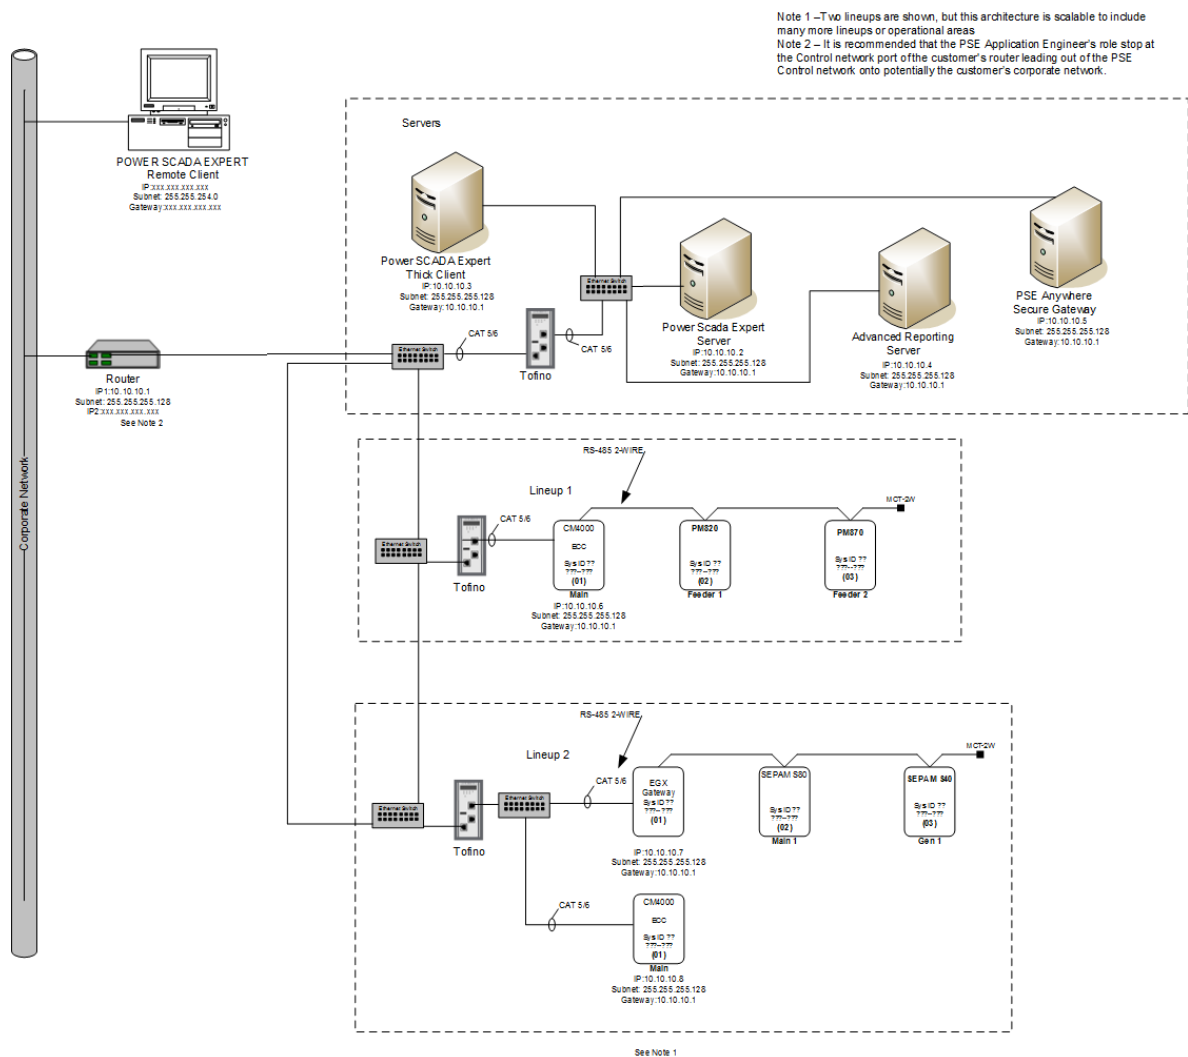 Note 1 –Two lineups are shown, but this architecture is scalable to include
many more lineups or operational areas
Note 2 – It is recommended that the PSE Application Engineer's role stop at
the Control network port of the customer's router leading out of the PSE
Control network onto potentially the customer's corporate network.
POWER SCADA EXPERT
Remote Client
IP:xxx.xxx.xxx.xxx
Subnet: 255.255.254.0
Gateway:xxx.xxx.xxx.xxx
Corporate Network
Router
IP1:10.10.10.1
Subnet: 255.255.255.128
IP2:xxx.xxx.xxx.xxx
See Note 2
Servers
Power SCADA Expert
Thick Client
IP:10.10.10.3
Subnet: 255.255.255.128
Gateway:10.10.10.1
Ethernet Switch
Power Scada Expert
Server
IP:10.10.10.2
Subnet: 255.255.255.128
Gateway:10.10.10.1
Advanced Reporting
Server
IP:10.10.10.4
Subnet: 255.255.255.128
Gateway:10.10.10.1
PSE Anywhere
Secure Gateway
IP:10.10.10.5
Subnet: 255.255.255.128
Gateway:10.10.10.1
Ethernet Switch
CAT 5/6
Tofino
CAT 5/6
RS-485 2-WIRE
Lineup 1
Ethernet Switch
Tofino
CAT 5/6
CM4000
ECC
Sys ID ??
???–???
(01)
Main
IP:10.10.10.6
Subnet: 255.255.255.128
Gateway:10.10.10.1
PM820
Sys ID ??
???–???
(02)
Feeder 1
PM870
Sys ID ??
???–???
(03)
Feeder 2
MCT-2W
RS-485 2-WIRE
Lineup 2
Ethernet Switch
Tofino
Ethernet Switch
CAT 5/6
EGX
Gateway
Sys ID ??
???–???
(01)
IP:10.10.10.7
Subnet: 255.255.255.128
Gateway:10.10.10.1
SEPAM S80
Sys ID ??
???–???
(02)
Main 1
SEPAM S40
Sys ID ??
???–???
(03)
Gen 1
MCT-2W
CAT 5/6
CM4000
ECC
Sys ID ??
???–???
(01)
Main
IP:10.10.10.8
Subnet: 255.255.255.128
Gateway:10.10.10.1
See Note 1